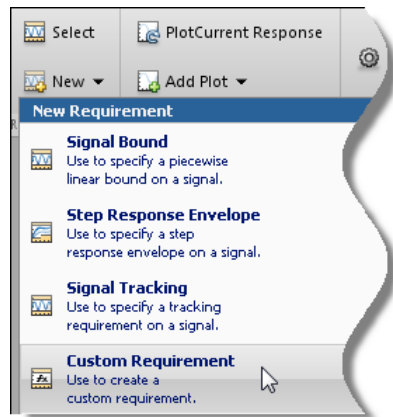 Select
PlotCurrent Response
New
Add Plot
R
New Requirement
Signal Bound
Use to specify a piecewise
linear bound on a signal.
Step Response Envelope
Use to specify a step
response envelope on a signal.
Signal Tracking
Use to specify a tracking
requirement on a signal.
Custom Requirement
Use to create a
custom requirement.